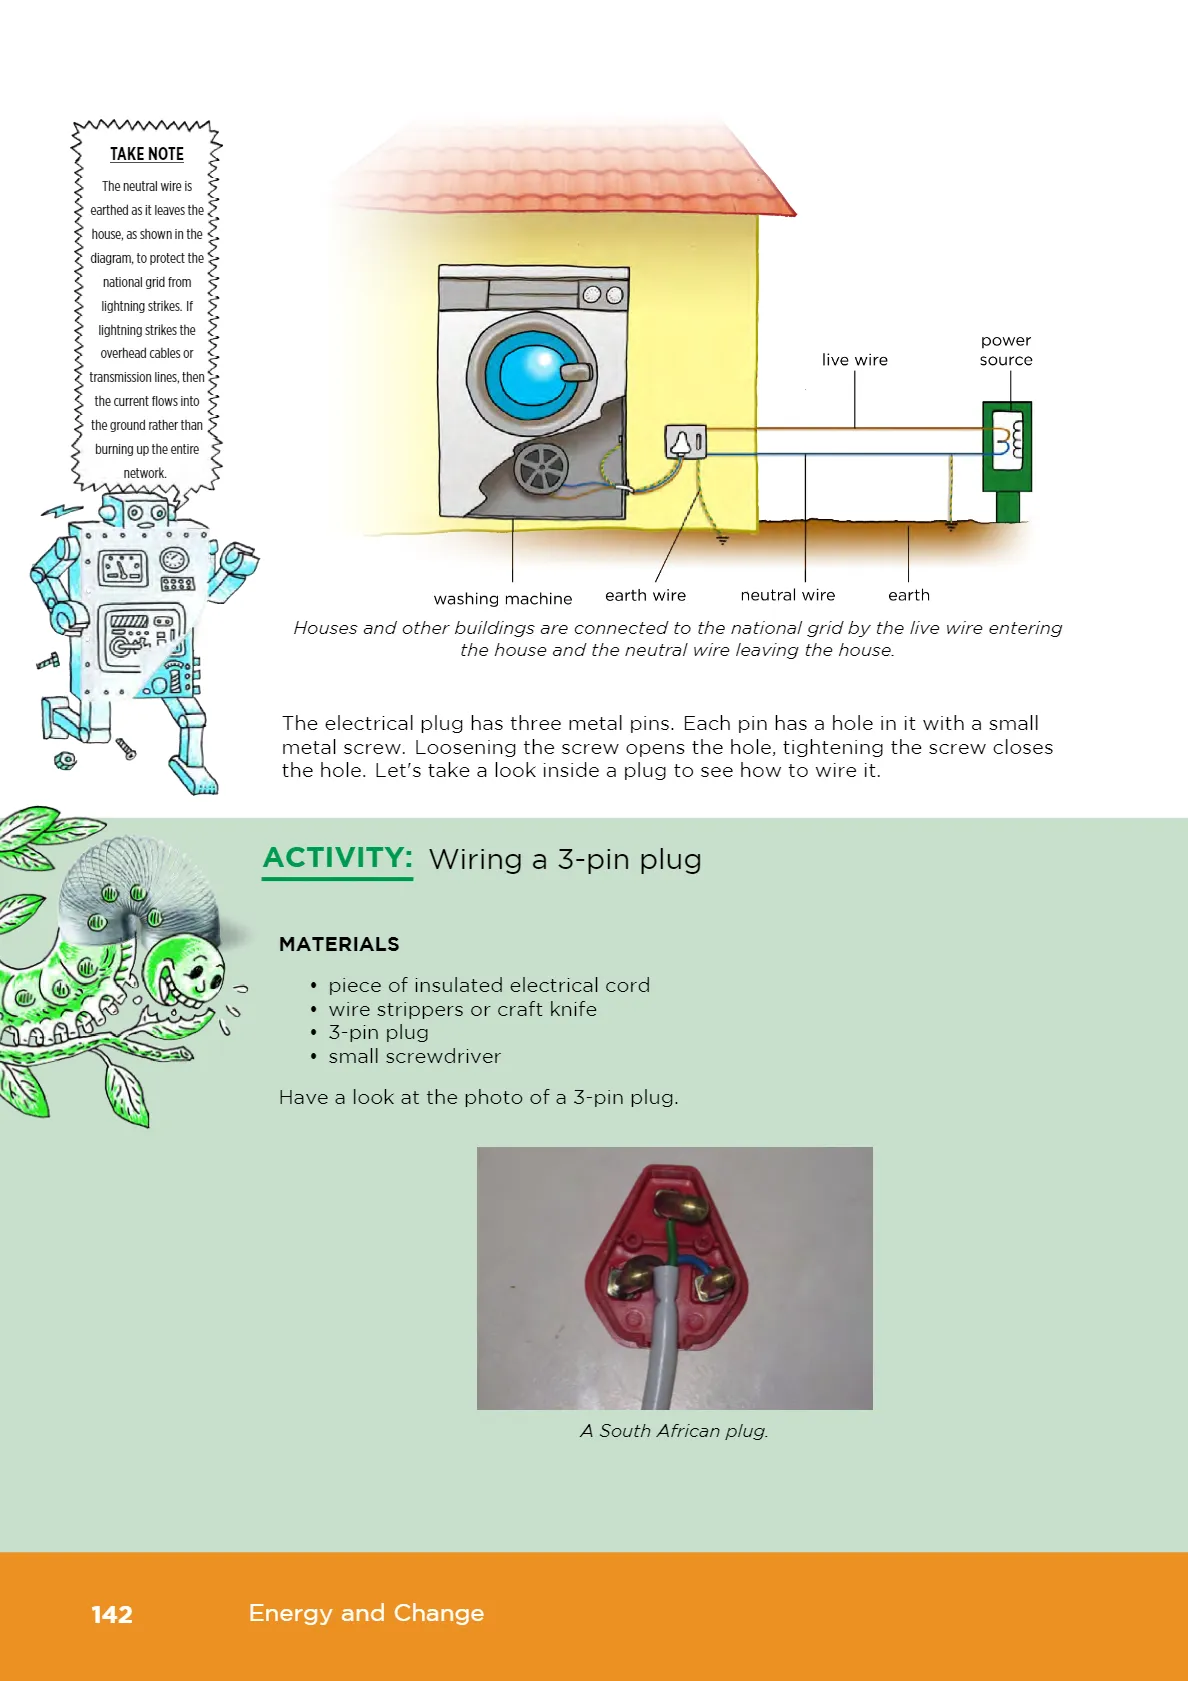 TAKE NOTE
The neutral wire is
earthed as it leaves the
house, as shown in the
diagram, to protect the
national grid from
lightning strikes. If
lightning strikes the
overhead cables or
transmission lines, then
the current flows into
the ground rather than
burning up the entire
network.
live wire
power
source
washing machine
earth wire
neutral wire
earth
Houses and other buildings are connected to the national grid by the live wire entering
the house and the neutral wire leaving the house.
The electrical plug has three metal pins. Each pin has a hole in it with a small
metal screw. Loosening the screw opens the hole, tightening the screw closes
the hole. Let's take a look inside a plug to see how to wire it.
ACTIVITY: Wiring a 3-pin plug
MATERIALS
• piece of insulated electrical cord
• wire strippers or craft knife
• 3-pin plug
• small screwdriver
Have a look at the photo of a 3-pin plug.
A South African plug.
142 Energy and Change